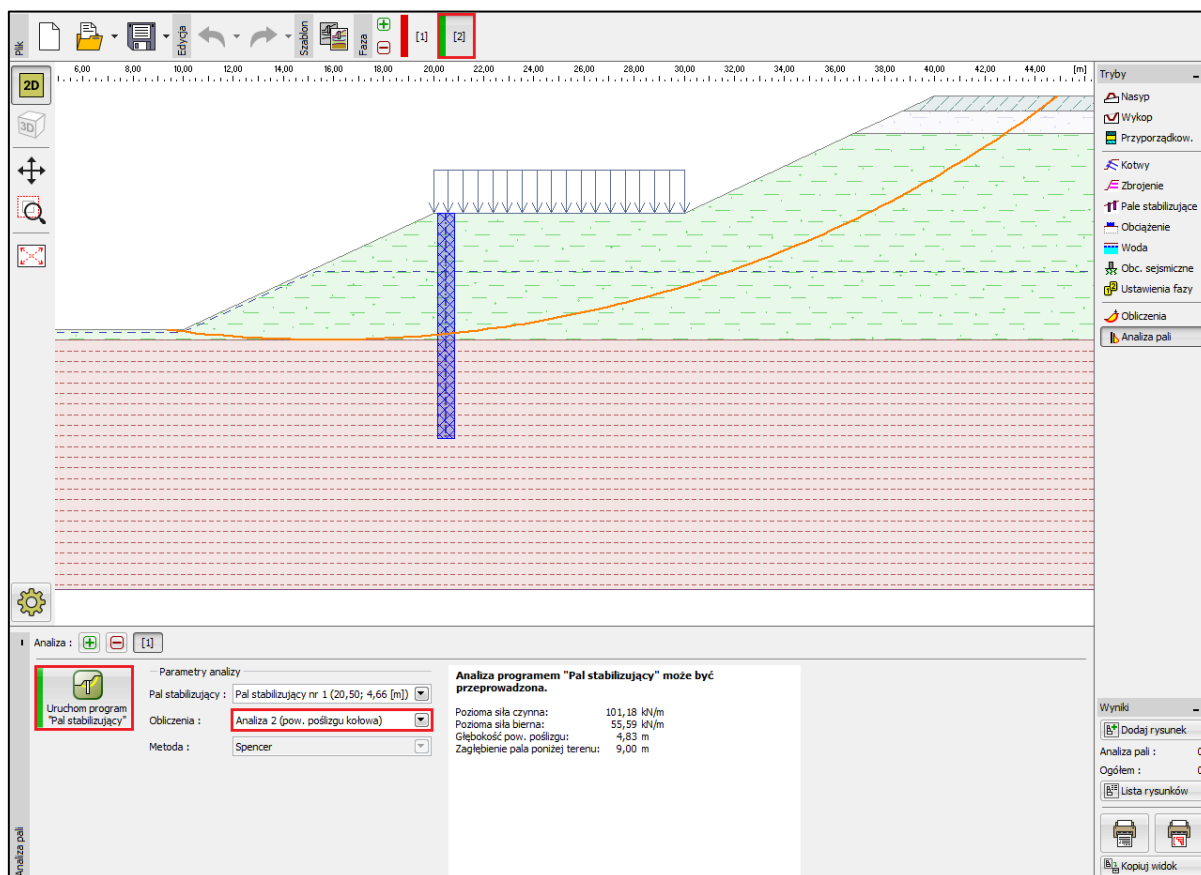 Plik
Edycja
Szablon
Faza
[1]
[2]
2D
3D
6,00 8,00 10,00 12,00 14,00 16,00 18,00 20,00 22,00 24,00 26,00 28,00 30,00 32,00 34,00 36,00 38,00 40,00 42,00 44,00 [m]
Tryby
Nasyp
Wykop
Przyporządkow.
Kotwy
Zbrojenie
Pale stabilizujące
Obciążenie
Woda
Obc. sejsmiczne
Ustawienia fazy
Obliczenia
Analiza pali
Analiza :
[1]
Uruchom program
"Pal stabilizujący"
Parametry analizy
Pal stabilizujący : Pal stabilizujący nr 1 (20,50; 4,66 [m])
Obliczenia : Analiza 2 (pow. poślizgu kołowa)
Metoda : Spencer
Analiza programem "Pal stabilizujący" może być
przeprowadzona.
Pozioma siła czynna: 101,18 kN/m
Pozioma siła bierna: 55,59 kN/m
Głębokość pow. poślizgu: 4,83 m
Zagłębienie pala poniżej terenu: 9,00 m
Analiza pali
Wyniki
Dodaj rysunek
Analiza pali : 0
Ogółem : 0
Lista rysunków
Kopiuj widok